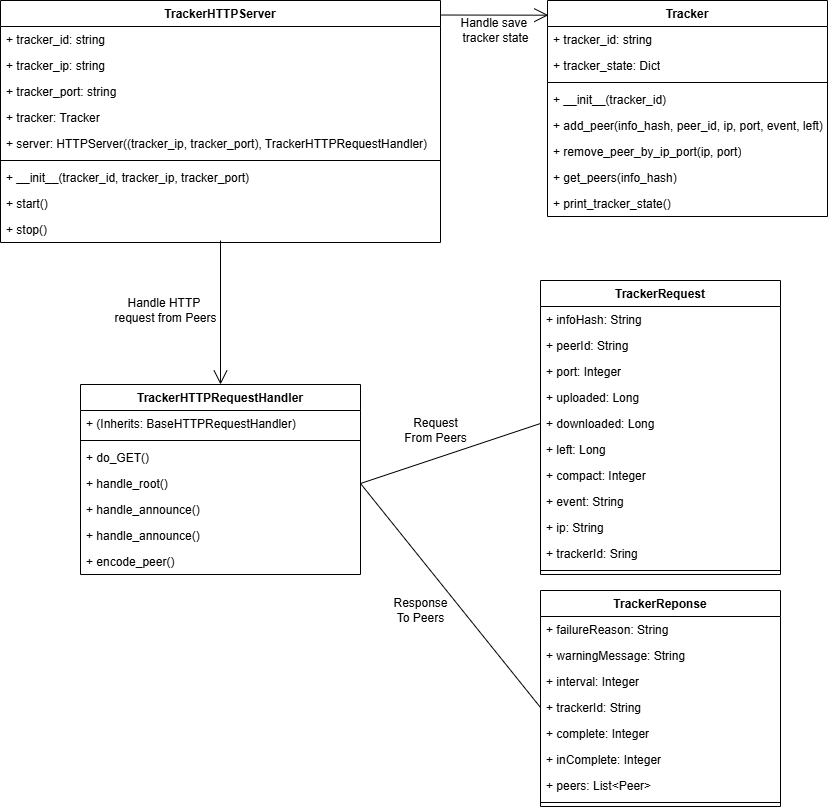 TrackerHTTPServer
+ tracker_id: string
+ tracker_ip: string
+ tracker_port: string
+ tracker: Tracker
+ server: HTTPServer((tracker_ip, tracker_port), TrackerHTTPRequestHandler)
+ __init__(tracker_id, tracker_ip, tracker_port)
+ start()
+ stop()
Handle save
tracker state
Tracker
+ tracker_id: string
+ tracker_state: Dict
+ __init__(tracker_id)
+ add_peer(info_hash, peer_id, ip, port, event, left)
+ remove_peer_by_ip_port(ip, port)
+ get_peers(info_hash)
+ print_tracker_state()
Handle HTTP
request from Peers
TrackerHTTPRequestHandler
+ (Inherits: BaseHTTPRequestHandler)
+ do_GET()
+ handle_root()
+ handle_announce()
+ handle_announce()
+ encode_peer()
Request
From Peers
TrackerRequest
+ infoHash: String
+ peerId: String
+ port: Integer
+ uploaded: Long
+ downloaded: Long
+ left: Long
+ compact: Integer
+ event: String
+ ip: String
+ trackerId: Sring
Response
To Peers
TrackerReponse
+ failureReason: String
+ warningMessage: String
+ interval: Integer
+ trackerId: String
+ complete: Integer
+ inComplete: Integer
+ peers: List<Peer>